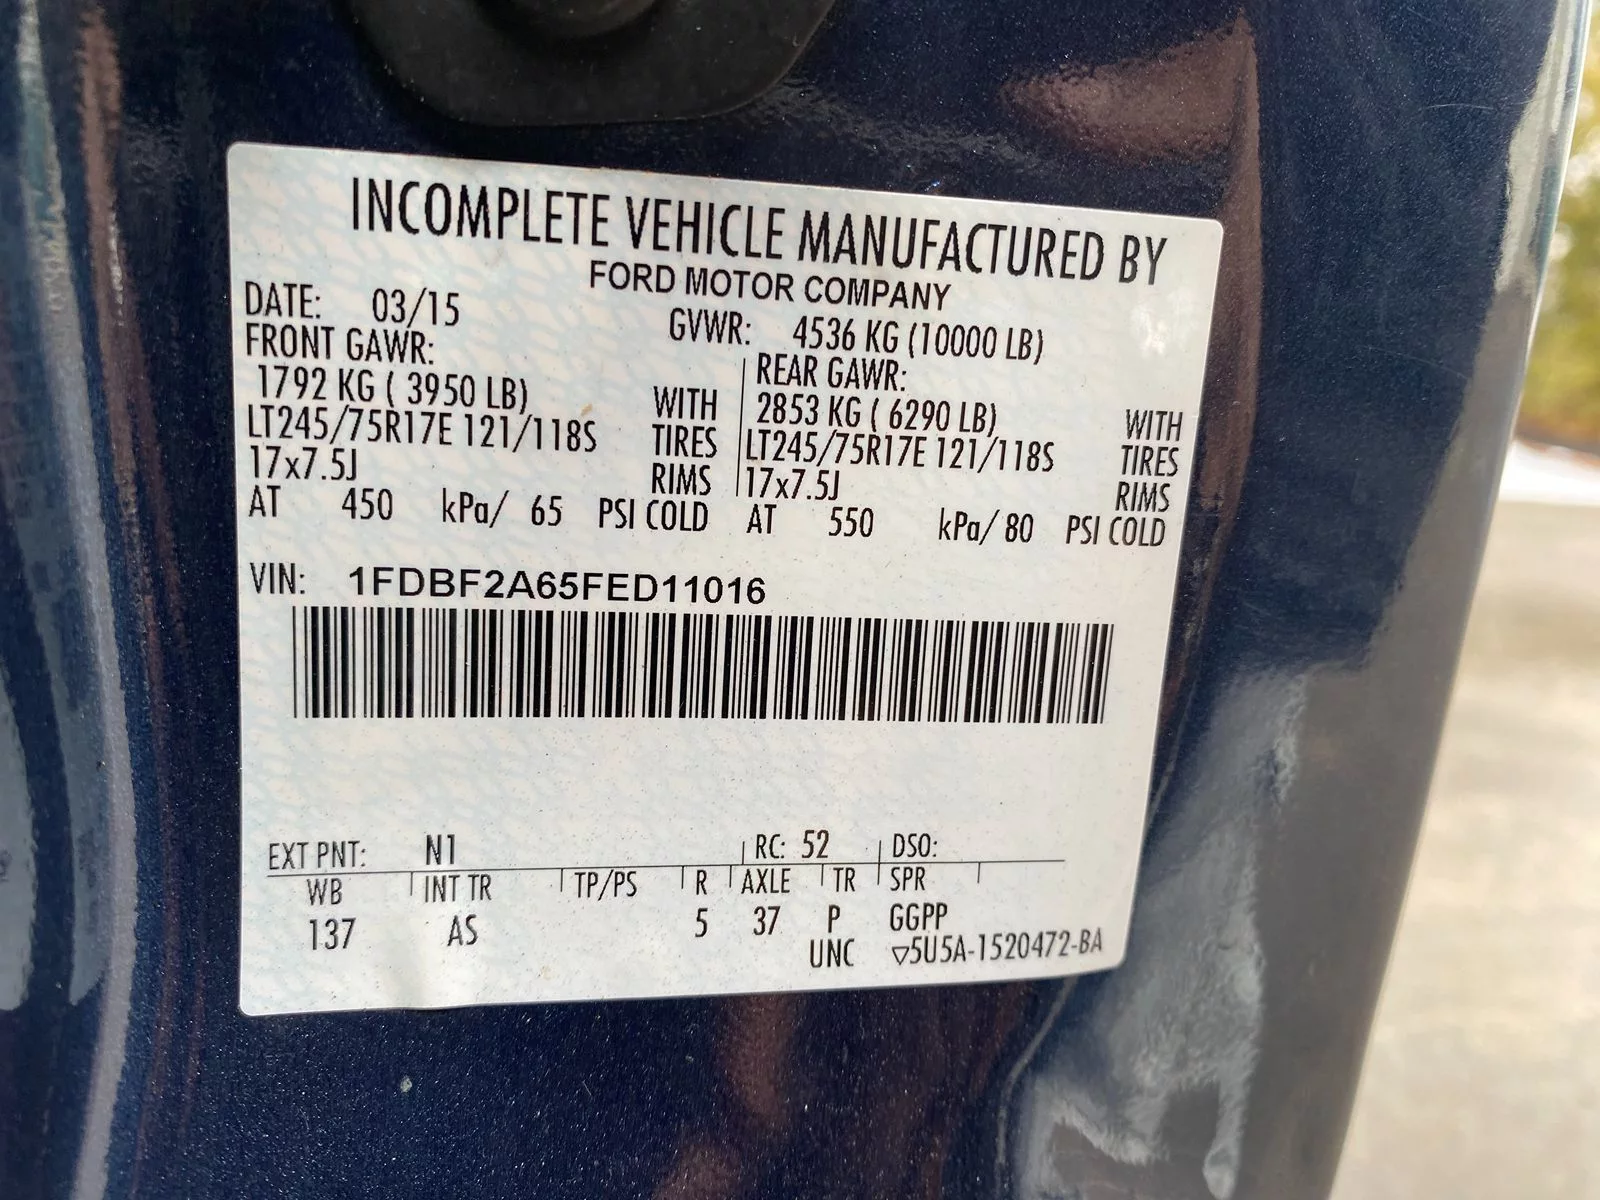 INCOMPLETE VEHICLE MANUFACTURED BY
FORD MOTOR COMPANY
DATE: 03/15 GVWR: 4536 KG (10000 LB)
FRONT GAWR: REAR GAWR:
1792 KG ( 3950 LB) WITH 2853 KG ( 6290 LB) WITH
LT245/75R17E 121/118S TIRES LT245/75R17E 121/118S TIRES
17x7.5J RIMS 17x7.5J RIMS
AT 450 kPa/ 65 PSI COLD AT 550 kPa/ 80 PSI COLD
VIN: 1FDBF2A65FED11016
EXT PNT: N1 RC: 52 DSO:
WB INT TR TP/PS R AXLE TR SPR
137 AS 5 37 P GGPP
UNC ▽5U5A-1520472-BA